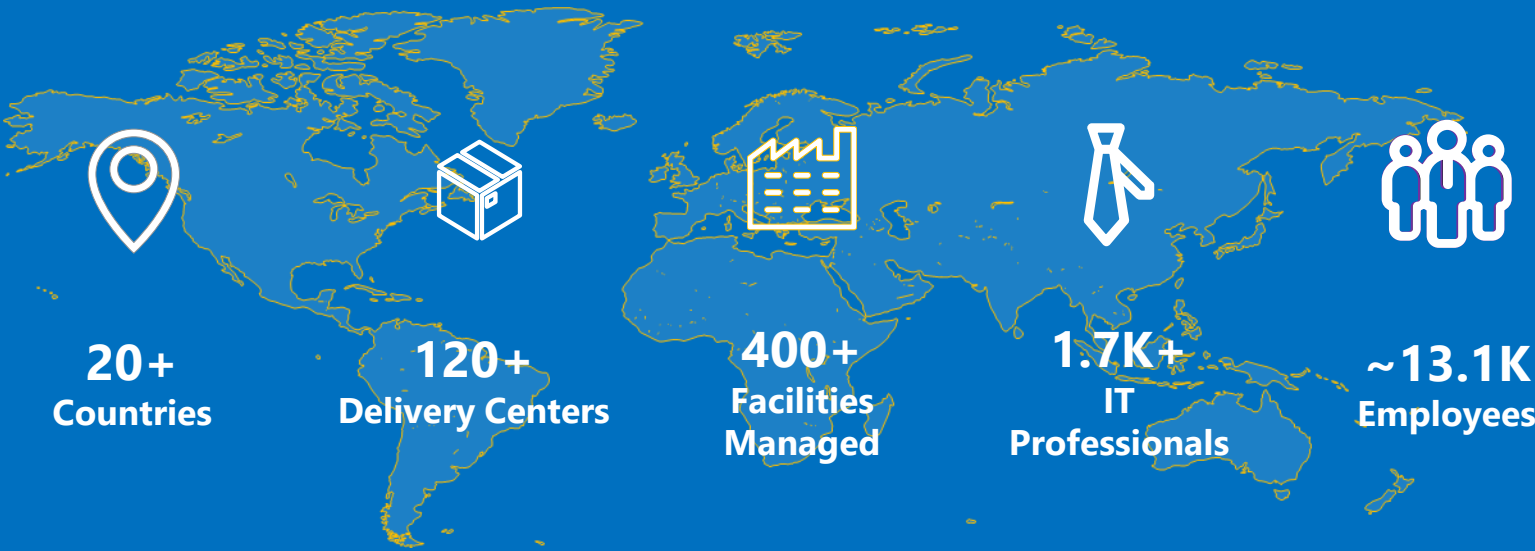 20+
Countries
120+
Delivery Centers
400+
Facilities
Managed
1.7K+
IT
Professionals
~13.1K
Employees